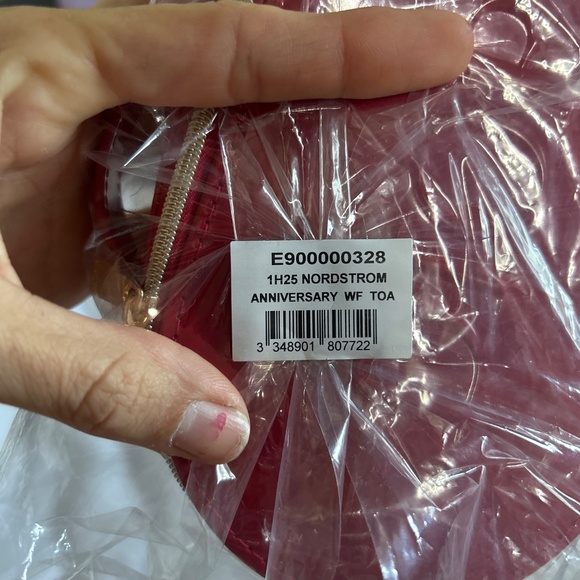 E900000328
1H25 NORDSTROM
ANNIVERSARY WF TOA
3 348901 807722